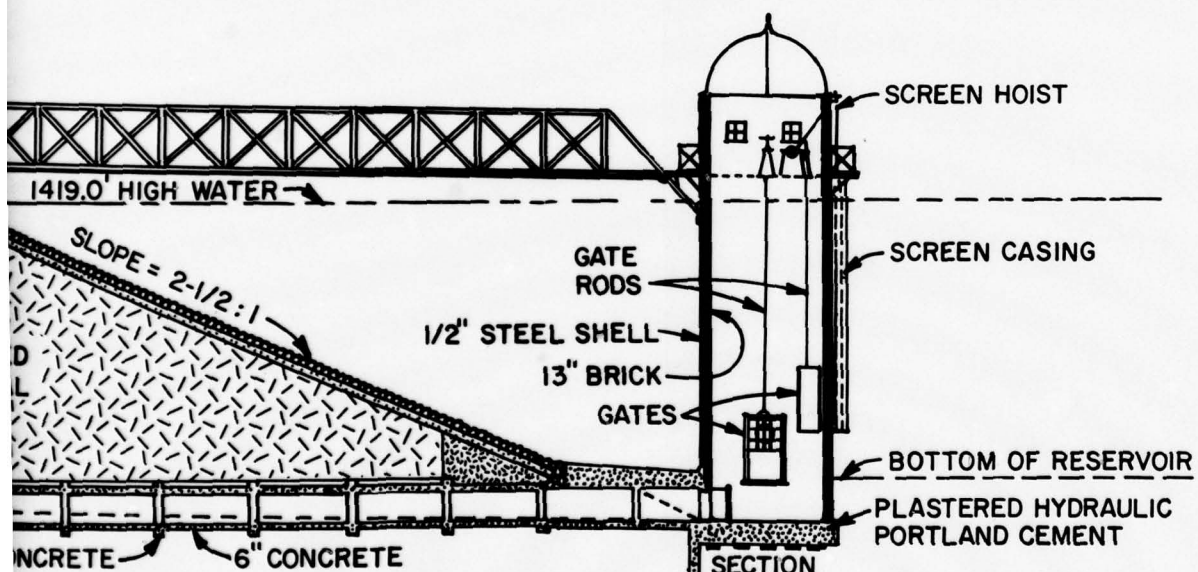 SCREEN HOIST
1419.0' HIGH WATER
SLOPE = 2-1/2:1
GATE
RODS
SCREEN CASING
1/2" STEEL SHELL
13" BRICK
GATES
D
L
BOTTOM OF RESERVOIR
PLASTERED HYDRAULIC
PORTLAND CEMENT
ONCRETE
6" CONCRETE
SECTION